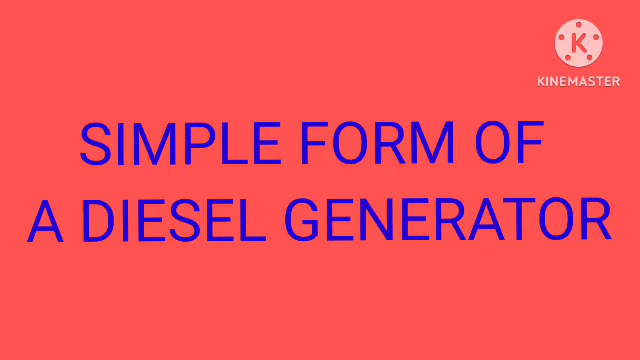 KINEMASTER
SIMPLE FORM OF
A DIESEL GENERATOR